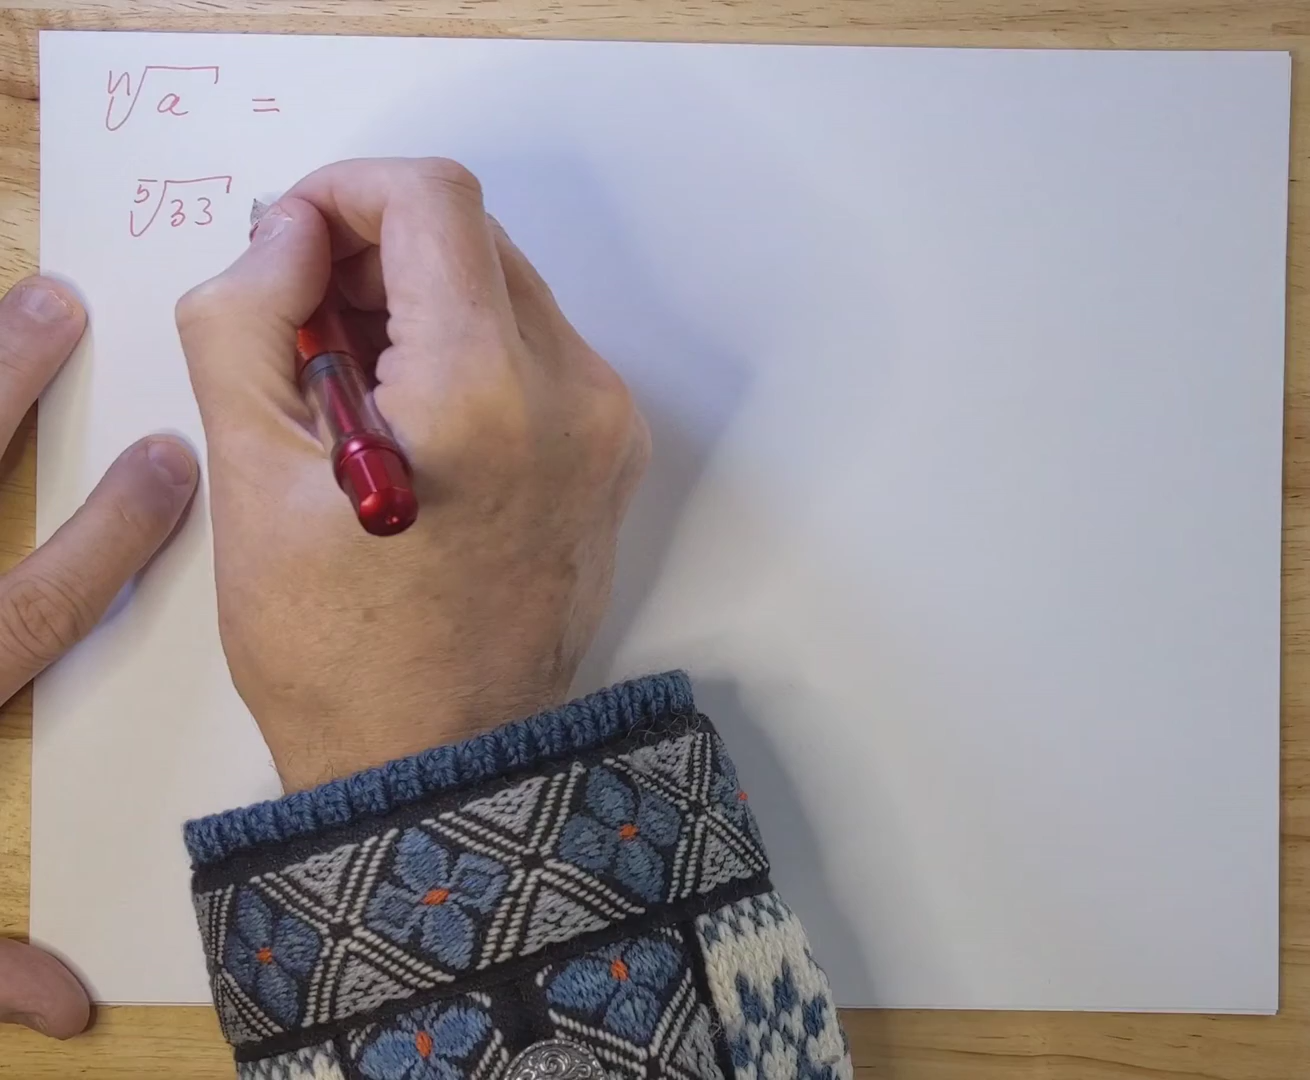 ⁿ√a =
⁵√33